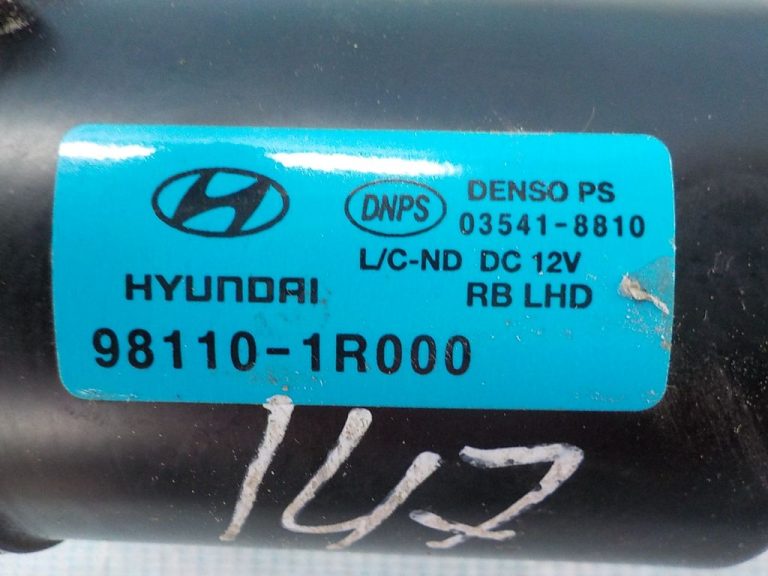 DNPS DENSO PS
03541-8810
L/C-ND DC 12V
HYUNDAI RB LHD
98110-1R000
147